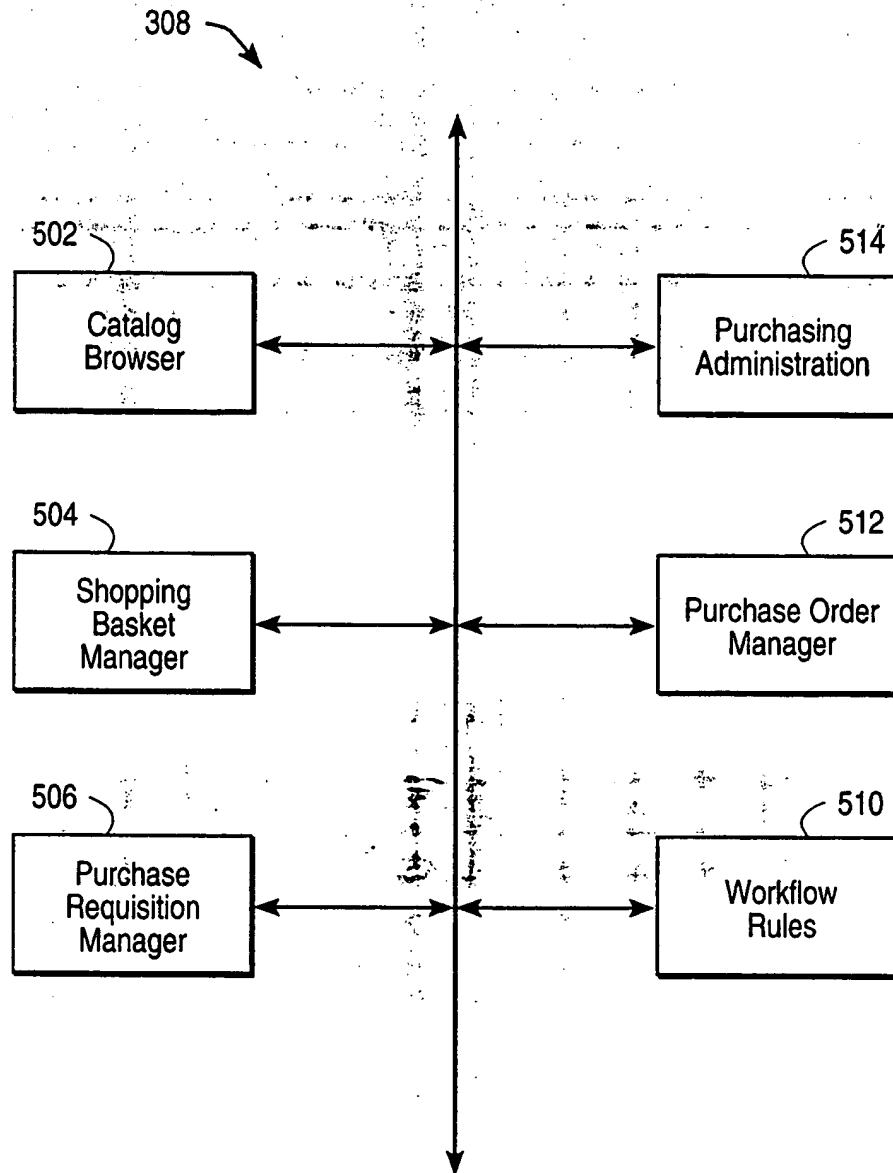 308
502
Catalog
Browser
514
Purchasing
Administration
504
Shopping
Basket
Manager
512
Purchase Order
Manager
506
Purchase
Requisition
Manager
510
Workflow
Rules